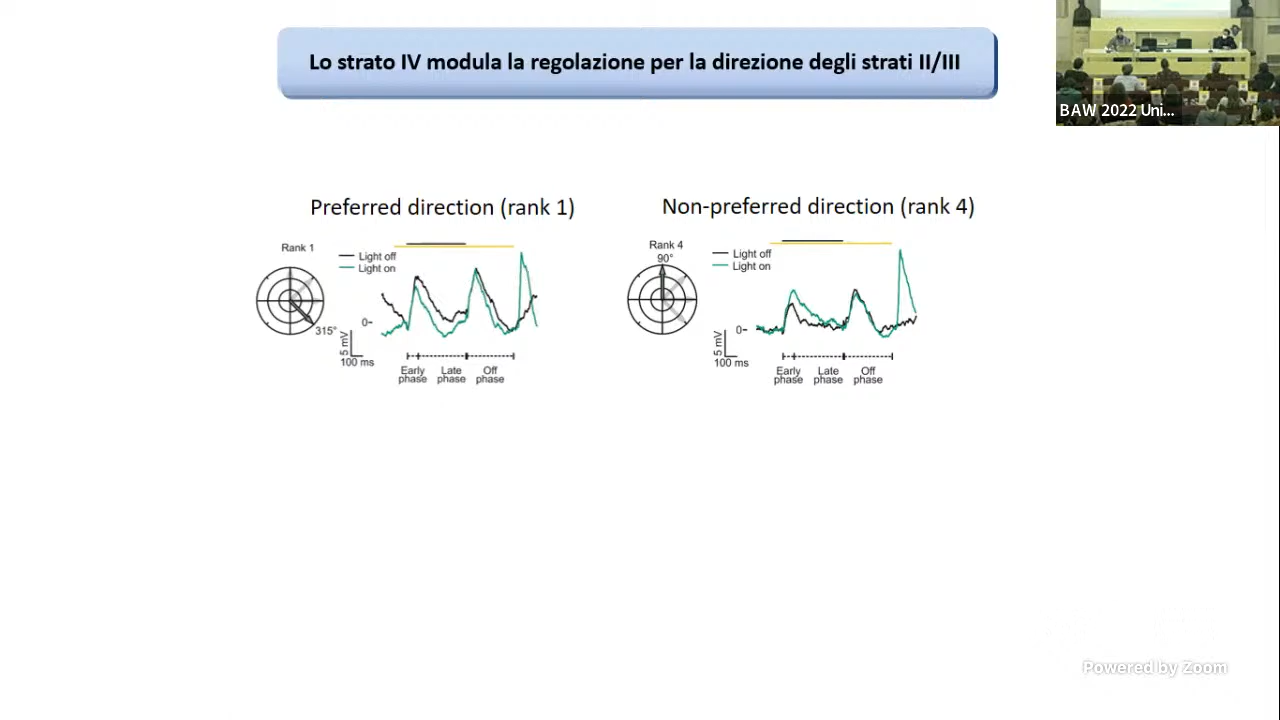 Lo strato IV modula la regolazione per la direzione degli strati II/III
BAW 2022 Uni...
Preferred direction (rank 1)
Rank 1
Light off
Light on
315°
0-
5 mV
100 ms
Early phase
Late phase
Off phase
Non-preferred direction (rank 4)
Rank 4
90°
Light off
Light on
0-
5 mV
100 ms
Early phase
Late phase
Off phase
Powered by Zoom